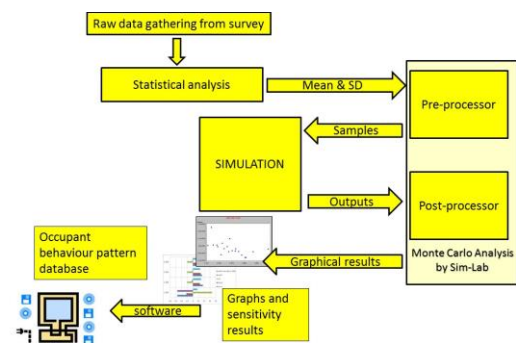 Raw data gathering from survey
Statistical analysis
Mean & SD
Pre-processor
Samples
SIMULATION
Outputs
Post-processor
Occupant
behaviour pattern
database
Graphical results
Monte Carlo Analysis
by Sim-Lab
software
Graphs and
sensitivity
results